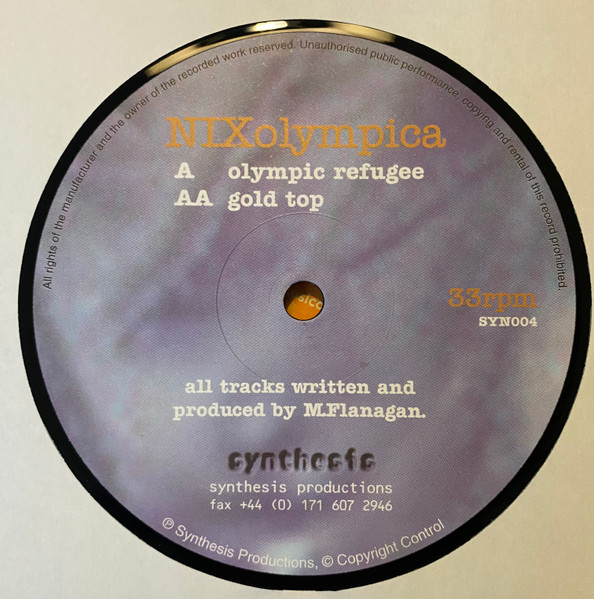 All rights of the manufacturer and the owner of the recorded work reserved. Unauthorised public performance, copying and rental of this record prohibited.
NIXolympica
A olympic refugee
AA gold top
33rpm
SYN004
all tracks written and
produced by M.Flanagan.
synthesis
synthesis productions
fax +44 (0) 171 607 2946
℗ Synthesis Productions, © Copyright Control